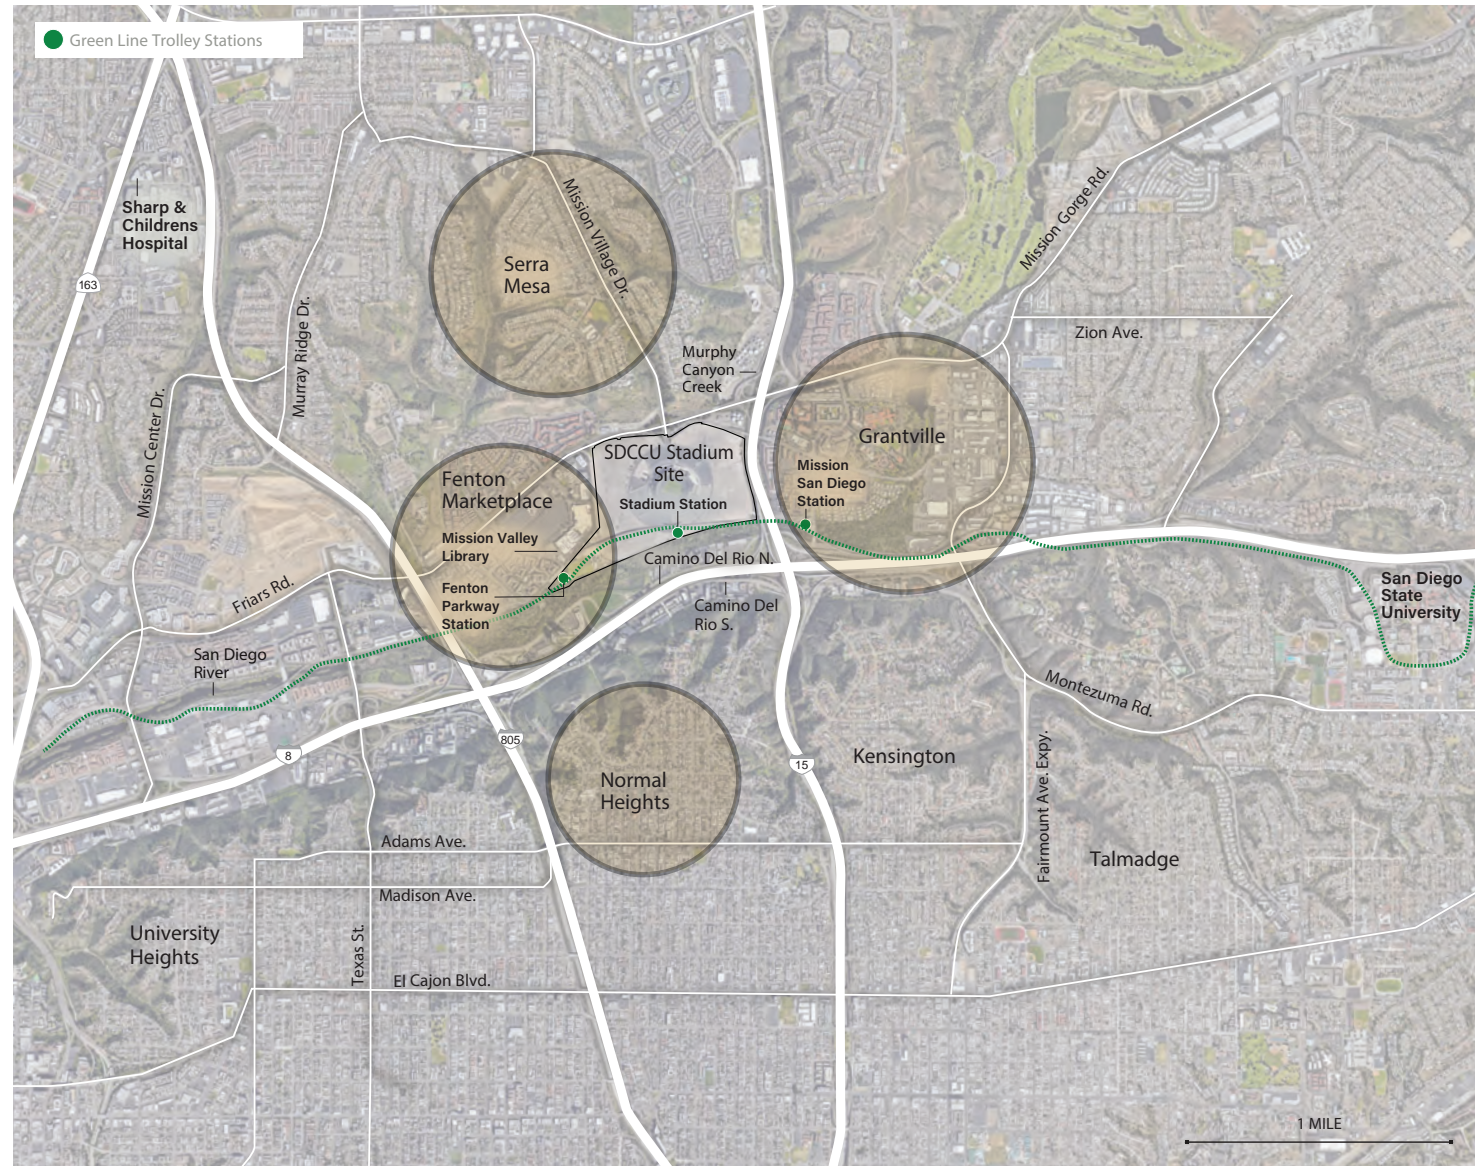 Green Line Trolley Stations
Sharp &
Childrens
Hospital
163
Mission Village Dr.
Serra
Mesa
Mission Gorge Rd.
Murray Ridge Dr.
Mission Center Dr.
Murphy
Canyon
Creek
Zion Ave.
Grantville
SDCCU Stadium
Site
Stadium Station
Mission
San Diego
Station
Fenton
Marketplace
Mission Valley
Library
Fenton
Parkway
Station
Camino Del Rio N.
Camino Del
Rio S.
San Diego
State
University
Friars Rd.
San Diego
River
Montezuma Rd.
8
805
15
Kensington
Normal
Heights
Fairmount Ave. Expy.
Adams Ave.
Talmadge
Madison Ave.
University
Heights
Texas St.
El Cajon Blvd.
1 MILE